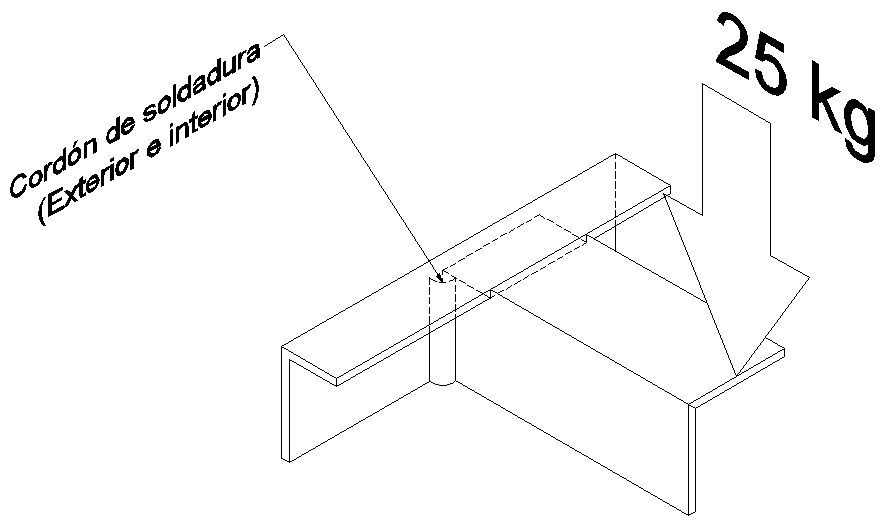 Cordón de soldadura
(Exterior e interior)
25 kg